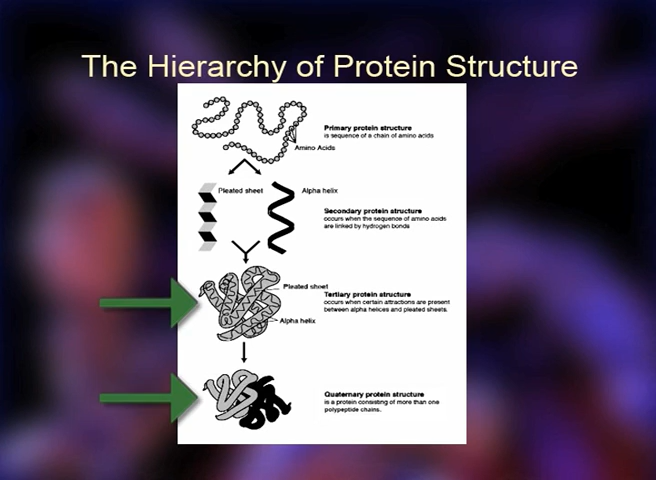 The Hierarchy of Protein Structure
Primary protein structure
is sequence of a chain of amino acids
Amino Acids
Pleated sheet
Alpha helix
Secondary protein structure
occurs when the sequence of amino acids
are linked by hydrogen bonds
Pleated sheet
Tertiary protein structure
occurs when certain attractions are present
between alpha helices and pleated sheets.
Alpha helix
Quaternary protein structure
is a protein consisting of more than one
polypeptide chains.